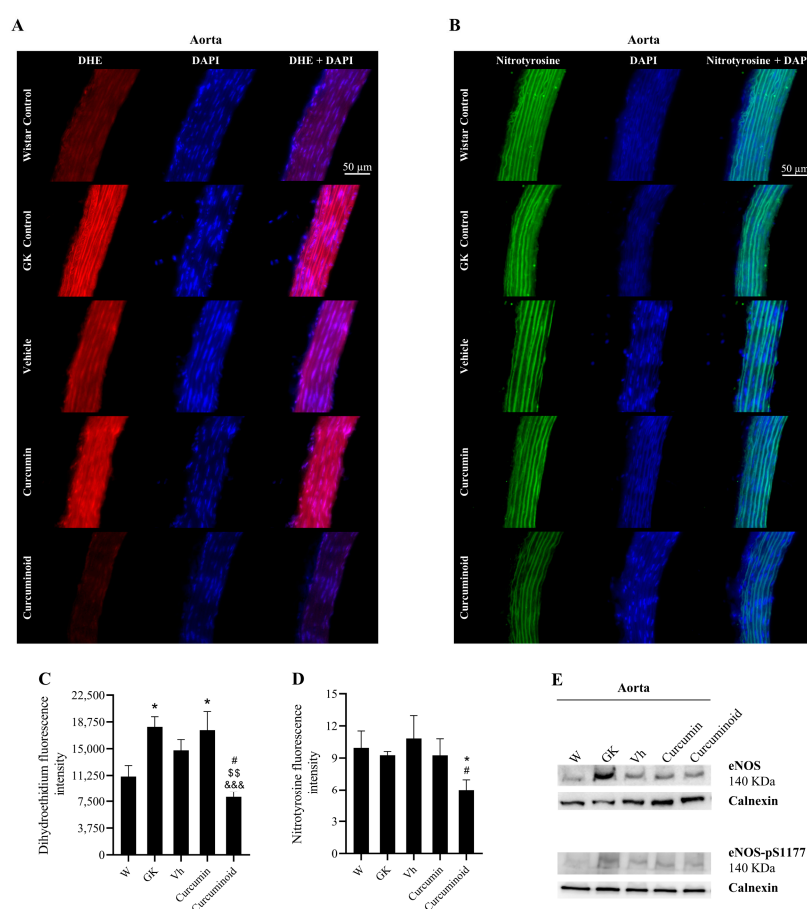 A
Aorta
DHE DAPI DHE + DAPI
Wistar Control
50 µm
GK Control
Vehicle
Curcumin
Curcuminoid
B
Aorta
Nitrotyrosine DAPI Nitrotyrosine + DAP
Wistar Control
50 µm
GK Control
Vehicle
Curcumin
Curcuminoid
C
Dihydroethidium fluorescence
intensity
22,500
18,750
15,000
11,250
7,500
3,750
0
*
*
#
$$
&&&
W GK Vh Curcumin Curcuminoid
D
Nitrotyrosine fluorescence
intensity
15
12
9
6
3
0
*
#
W GK Vh Curcumin Curcuminoid
E
Aorta
W GK Vh Curcumin Curcuminoid
eNOS
140 KDa
Calnexin
eNOS-pS1177
140 KDa
Calnexin